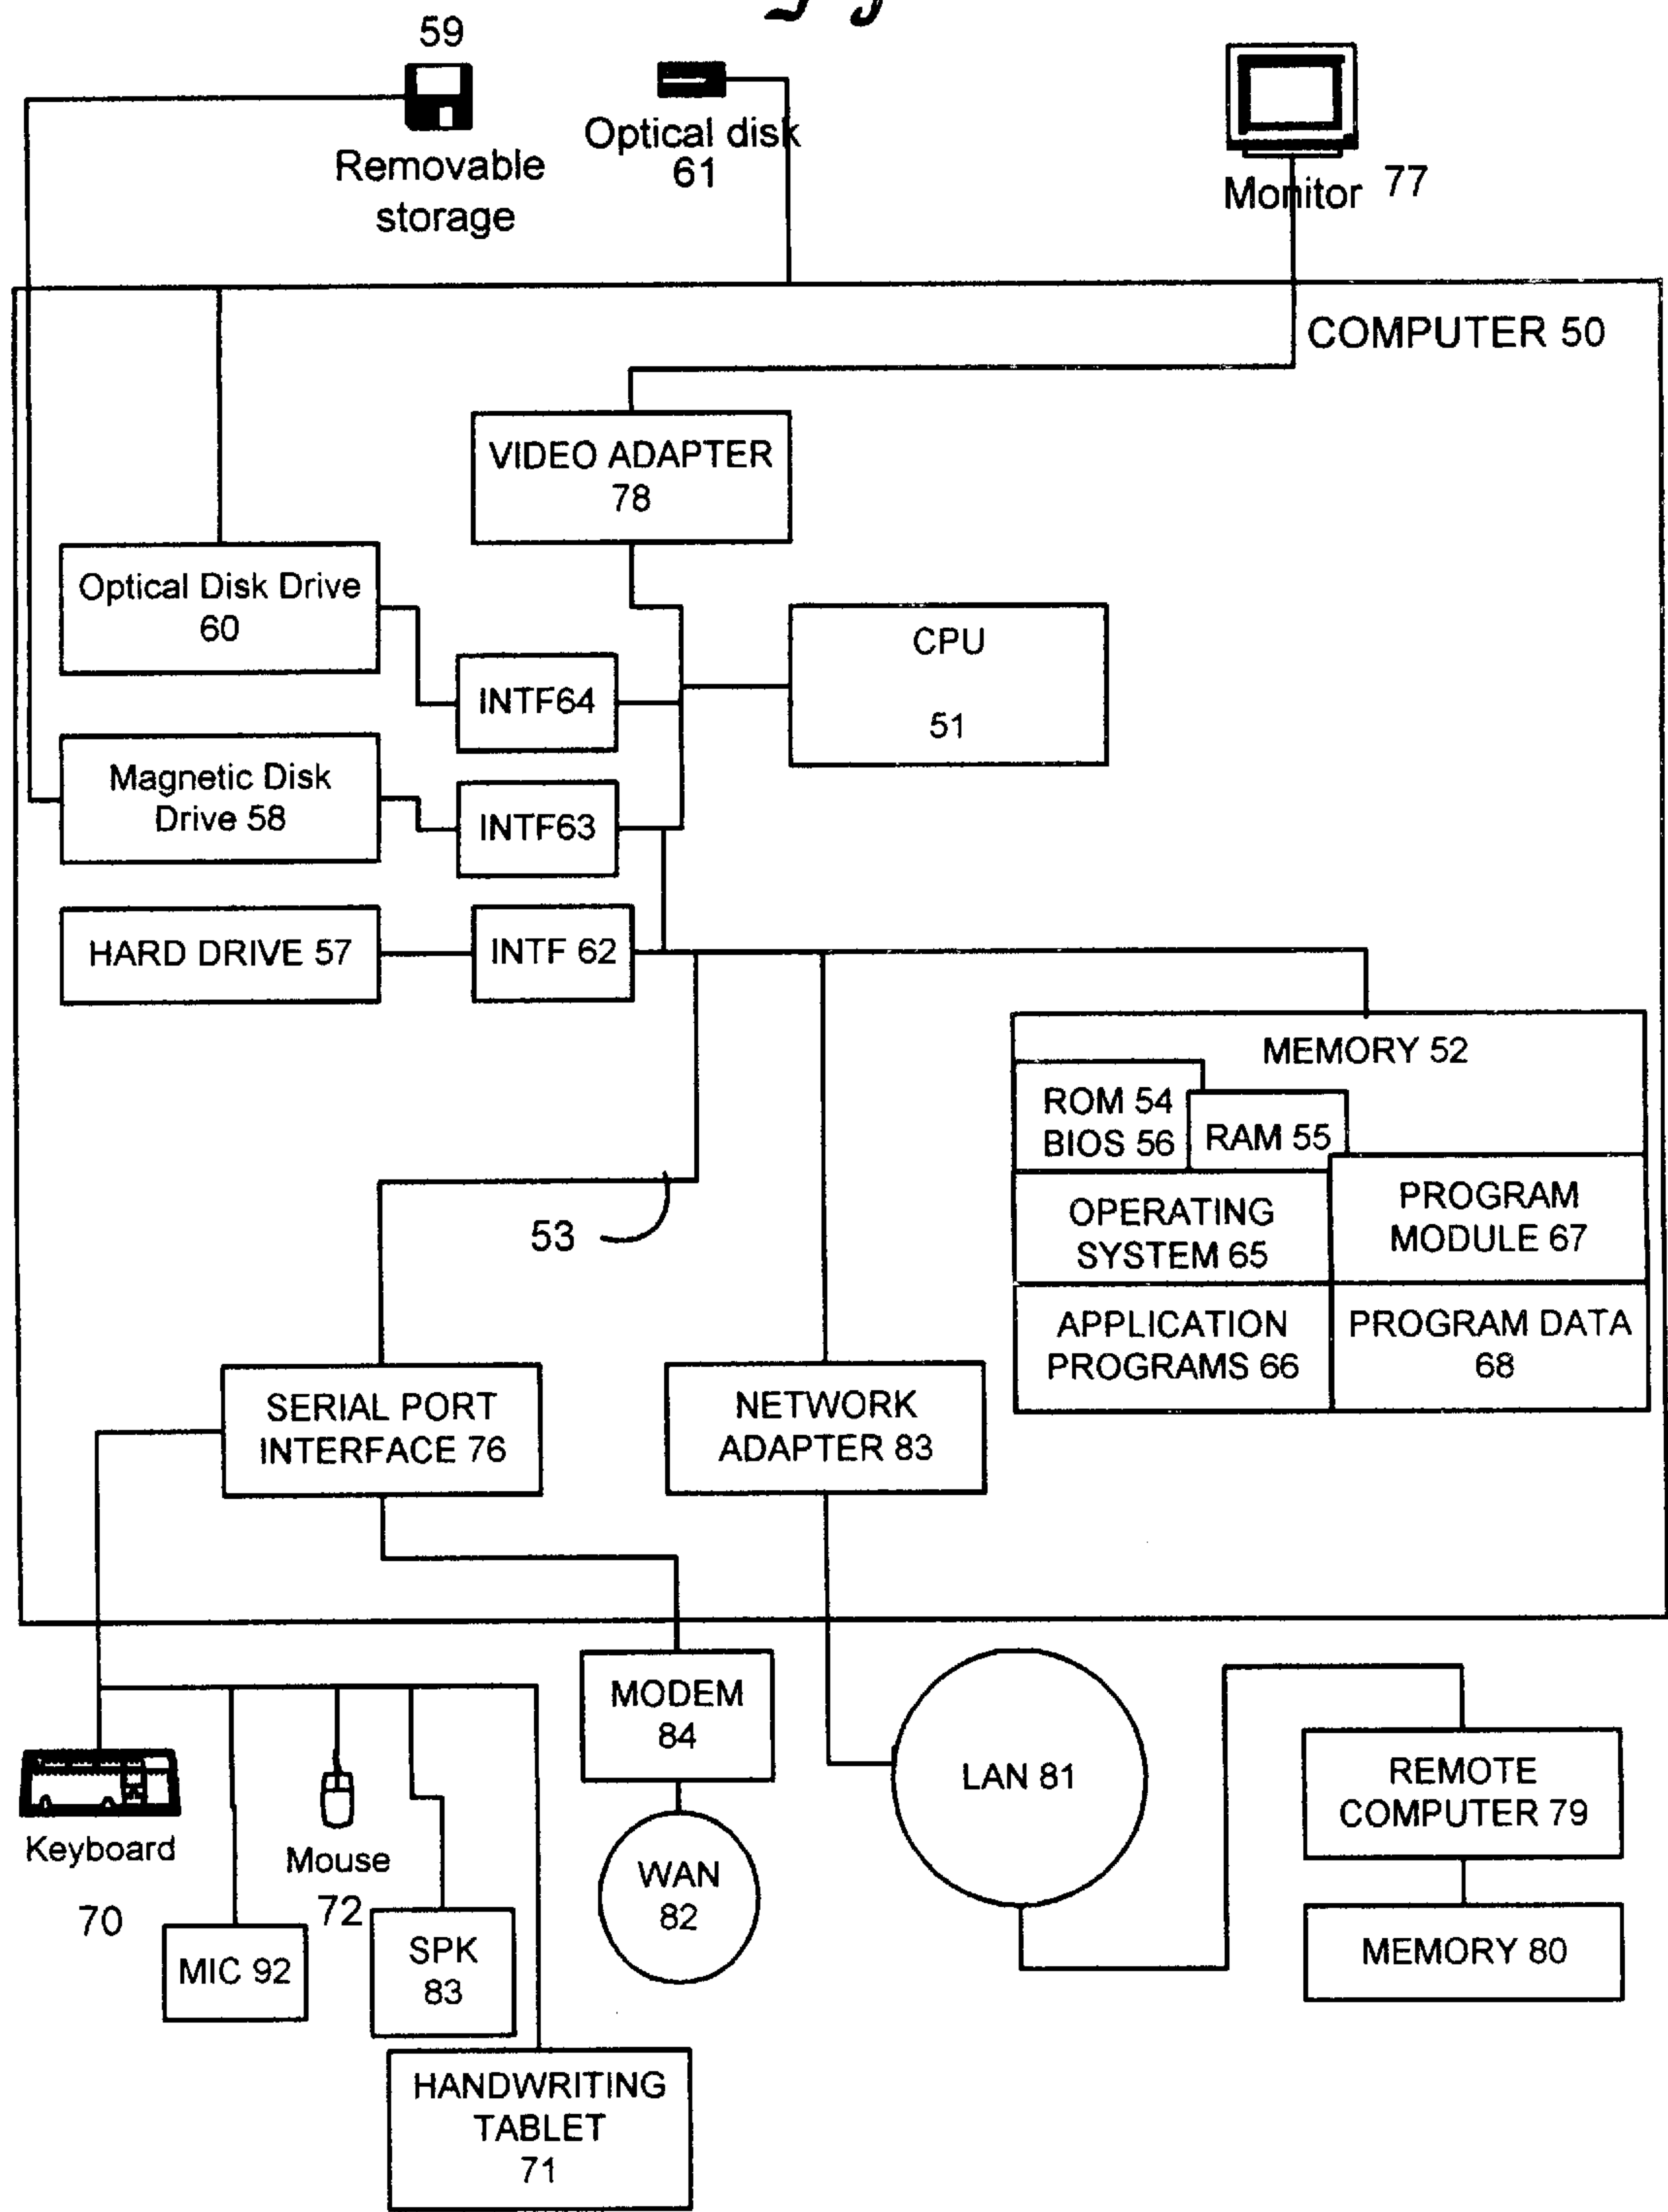 59
Removable
storage
Optical disk
61
Monitor 77
COMPUTER 50
VIDEO ADAPTER
78
Optical Disk Drive
60
INTF64
CPU
51
Magnetic Disk
Drive 58
INTF63
HARD DRIVE 57
INTF 62
MEMORY 52
ROM 54
BIOS 56
RAM 55
OPERATING
SYSTEM 65
PROGRAM
MODULE 67
APPLICATION
PROGRAMS 66
PROGRAM DATA
68
53
SERIAL PORT
INTERFACE 76
NETWORK
ADAPTER 83
MODEM
84
WAN
82
LAN 81
REMOTE
COMPUTER 79
MEMORY 80
Keyboard
70
MIC 92
Mouse
72
SPK
83
HANDWRITING
TABLET
71